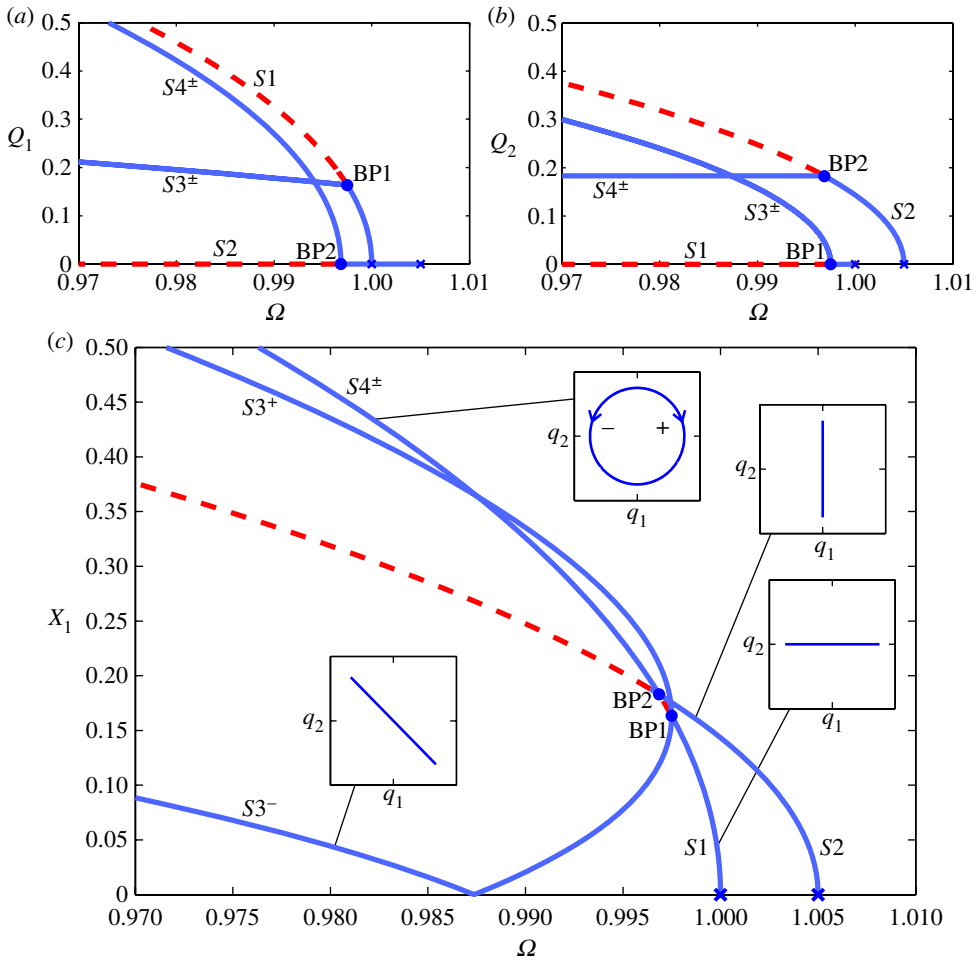 (a)
0.5
0.4
0.3
0.2
0.1
0
Q1
S4±
S1
S3±
BP1
S2
BP2
0.97 0.98 0.99 1.00 1.01
Ω
(b)
0.5
0.4
0.3
0.2
0.1
0
Q2
BP2
S4±
S3±
S2
S1
BP1
0.97 0.98 0.99 1.00 1.01
Ω
(c)
0.50
0.45
0.40
0.35
0.30
0.25
0.20
0.15
0.10
0.05
0
X1
S3+
S4±
q2
− +
q1
q2
q1
q2
q1
q2
q1
BP2
BP1
S3−
S1
S2
0.970 0.975 0.980 0.985 0.990 0.995 1.000 1.005 1.010
Ω